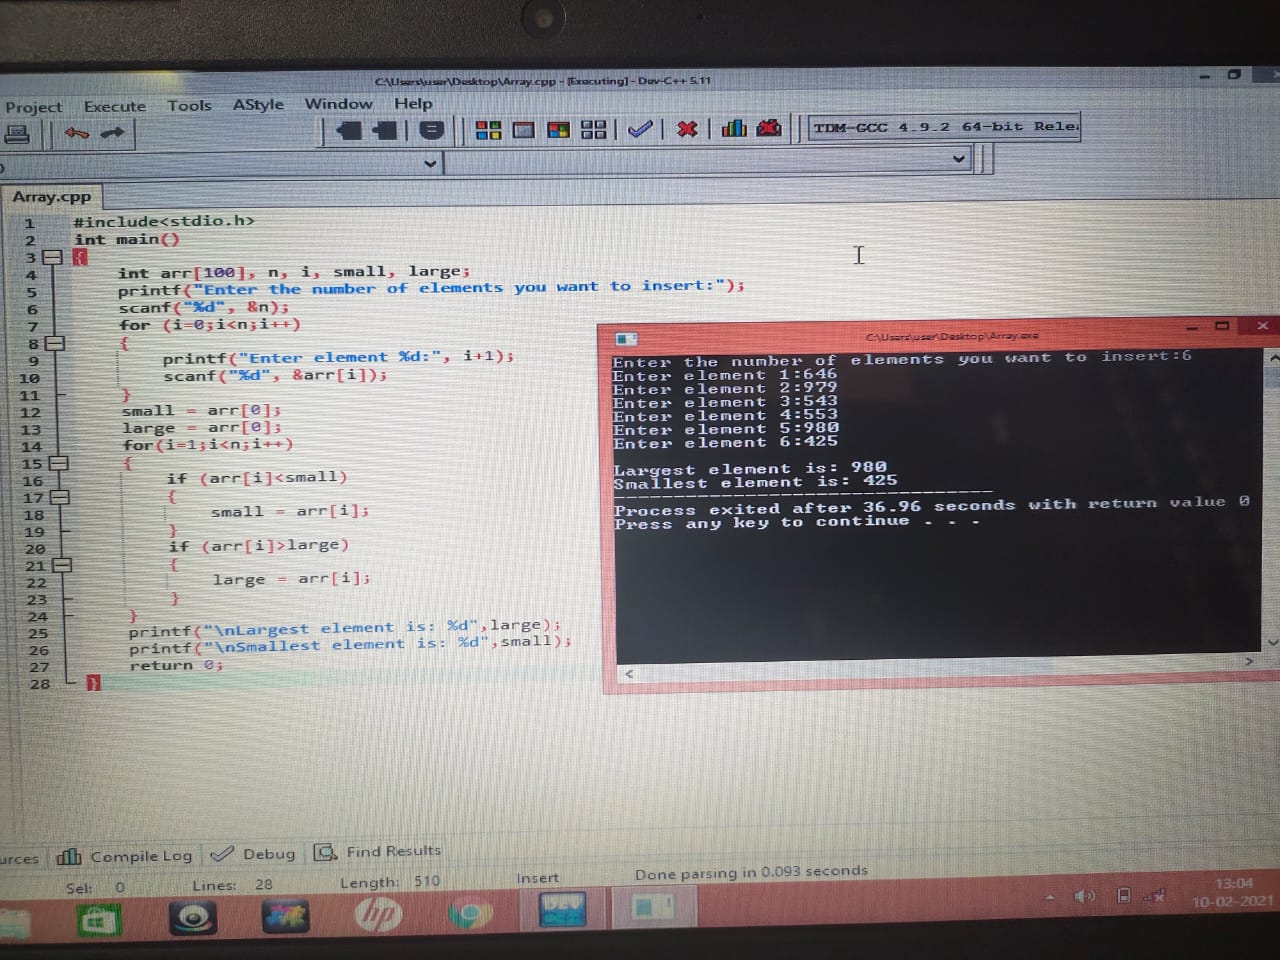 C:\Users\user\Desktop\Array.cpp - [Executing] - Dev-C++ 5.11
Project Execute Tools AStyle Window Help
TDM-GCC 4.9.2 64-bit Rele
Array.cpp
1 #include<stdio.h>
2 int main()
3 {
4 int arr[100], n, i, small, large;
5 printf("Enter the number of elements you want to insert:");
6 scanf("%d", &n);
7 for (i=0;i<n;i++)
8 {
9 printf("Enter element %d:", i+1);
10 scanf("%d", &arr[i]);
11 }
12 small = arr[0];
13 large = arr[0];
14 for(i=1;i<n;i++)
15 {
16 if (arr[i]<small)
17 {
18 small = arr[i];
19 }
20 if (arr[i]>large)
21 {
22 large = arr[i];
23 }
24 }
25 printf("\nLargest element is: %d",large);
26 printf("\nSmallest element is: %d",small);
27 return 0;
28 }
C:\Users\user\Desktop\Array.exe
Enter the number of elements you want to insert:6
Enter element 1:646
Enter element 2:979
Enter element 3:543
Enter element 4:553
Enter element 5:980
Enter element 6:425
Largest element is: 980
Smallest element is: 425
--------------------------------
Process exited after 36.96 seconds with return value 0
Press any key to continue . . .
urces Compile Log Debug Find Results
Sel: 0 Lines: 28 Length: 510 Insert Done parsing in 0.093 seconds
hp
DEV
13:04
10-02-2021